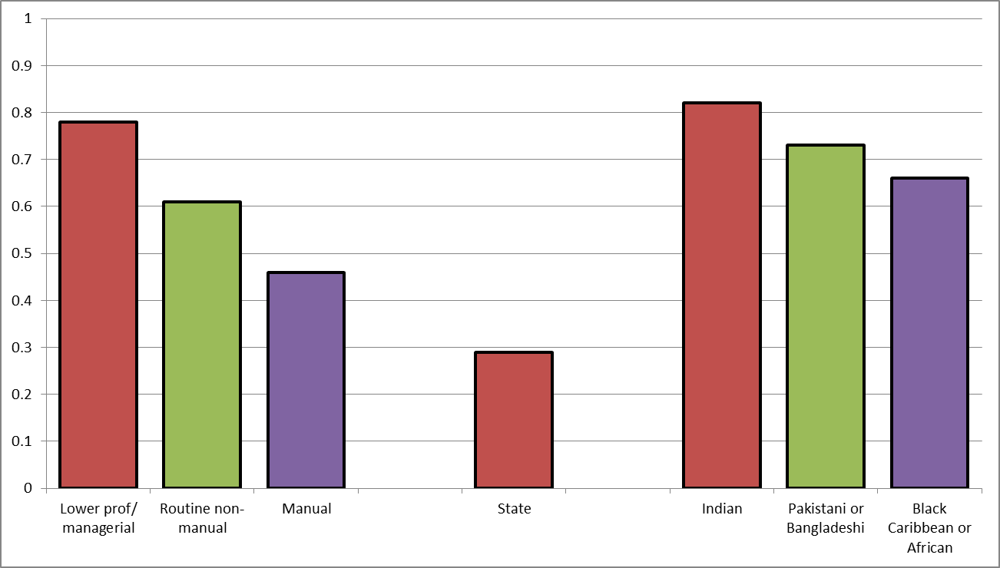 1
0.9
0.8
0.7
0.6
0.5
0.4
0.3
0.2
0.1
0
Lower prof/
managerial
Routine non-
manual
Manual
State
Indian
Pakistani or
Bangladeshi
Black
Caribbean or
African